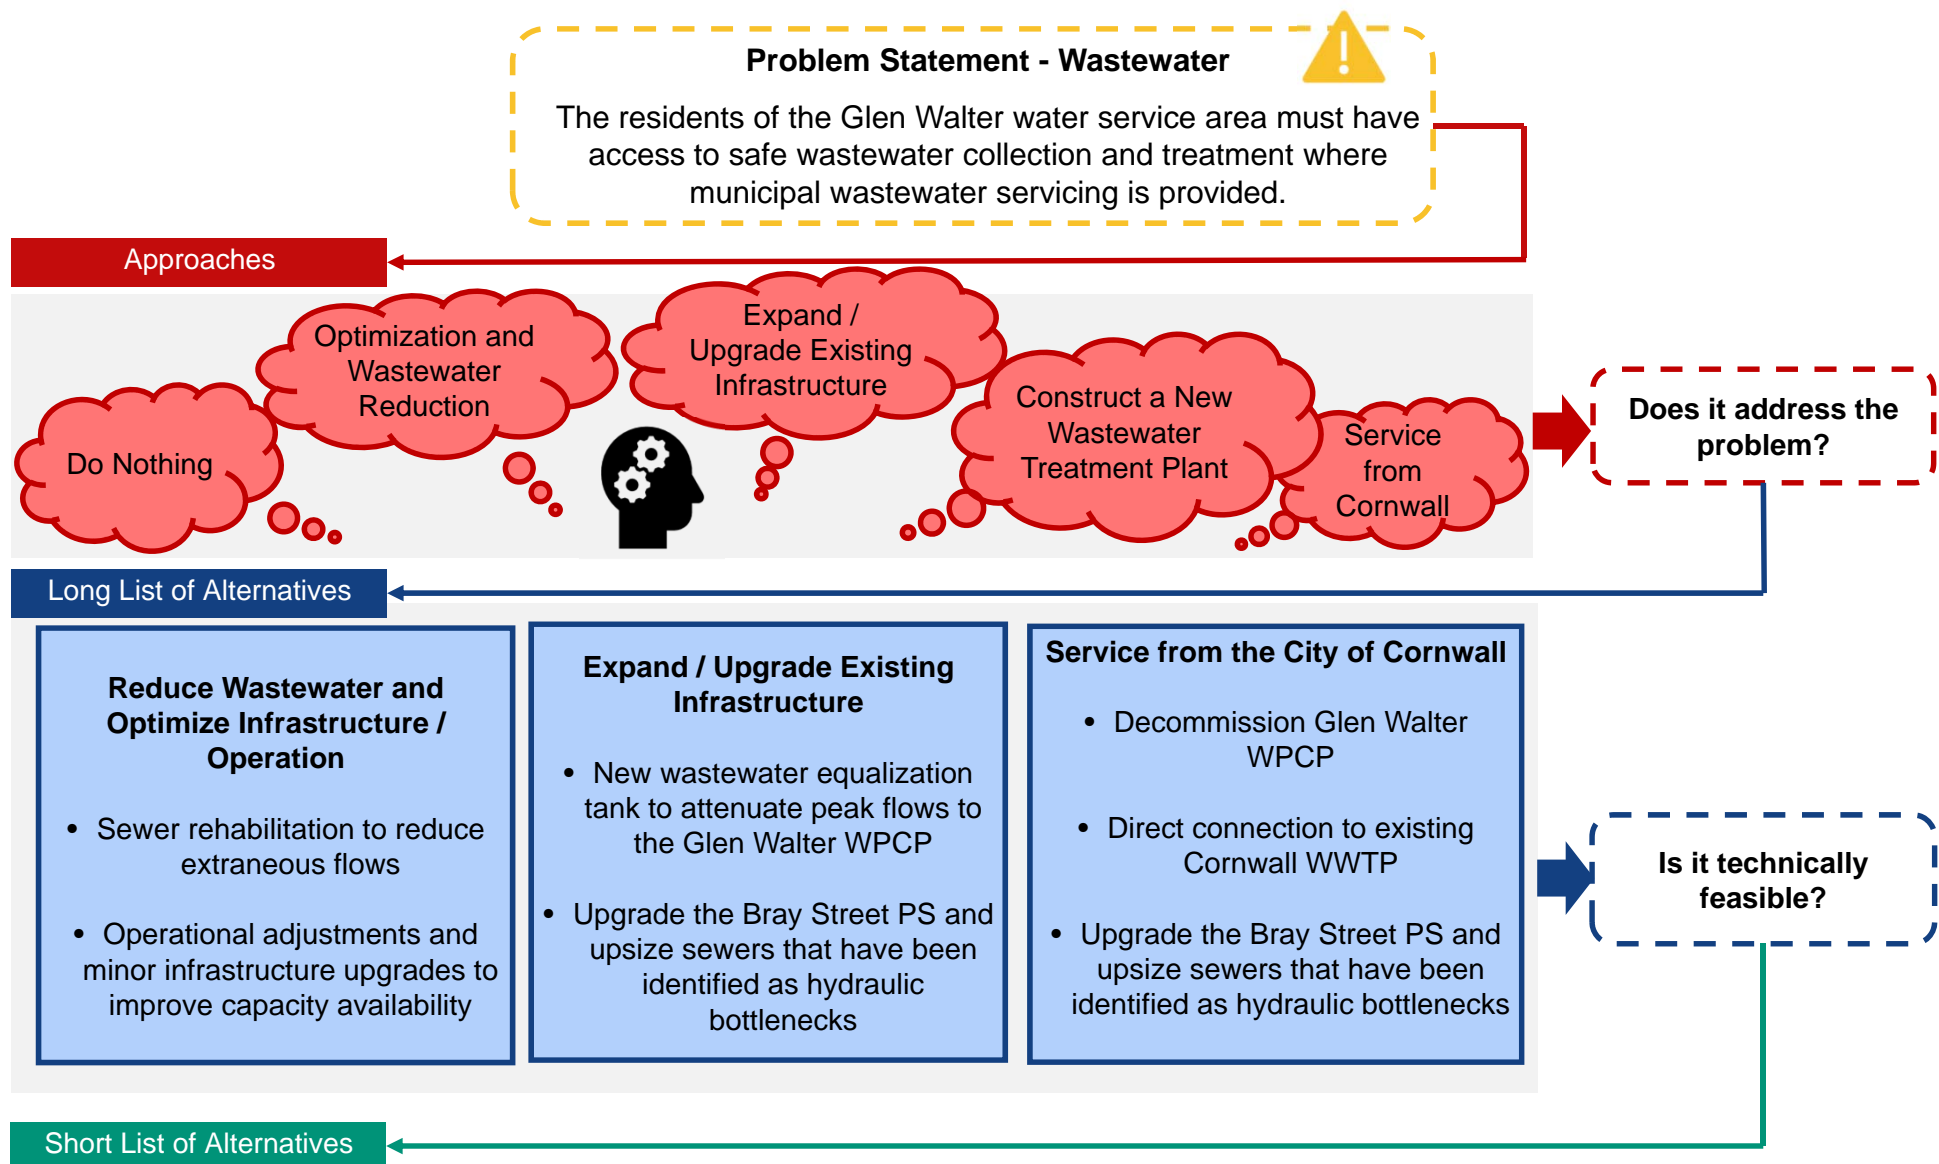 Problem Statement - Wastewater
The residents of the Glen Walter water service area must have
access to safe wastewater collection and treatment where
municipal wastewater servicing is provided.
Approaches
Do Nothing
Optimization and
Wastewater
Reduction
Expand /
Upgrade Existing
Infrastructure
Construct a New
Wastewater
Treatment Plant
Service
from
Cornwall
Does it address the
problem?
Long List of Alternatives
Reduce Wastewater and
Optimize Infrastructure /
Operation
• Sewer rehabilitation to reduce
extraneous flows
• Operational adjustments and
minor infrastructure upgrades to
improve capacity availability
Expand / Upgrade Existing
Infrastructure
• New wastewater equalization
tank to attenuate peak flows to
the Glen Walter WPCP
• Upgrade the Bray Street PS and
upsize sewers that have been
identified as hydraulic
bottlenecks
Service from the City of Cornwall
• Decommission Glen Walter
WPCP
• Direct connection to existing
Cornwall WWTP
• Upgrade the Bray Street PS and
upsize sewers that have been
identified as hydraulic bottlenecks
Is it technically
feasible?
Short List of Alternatives